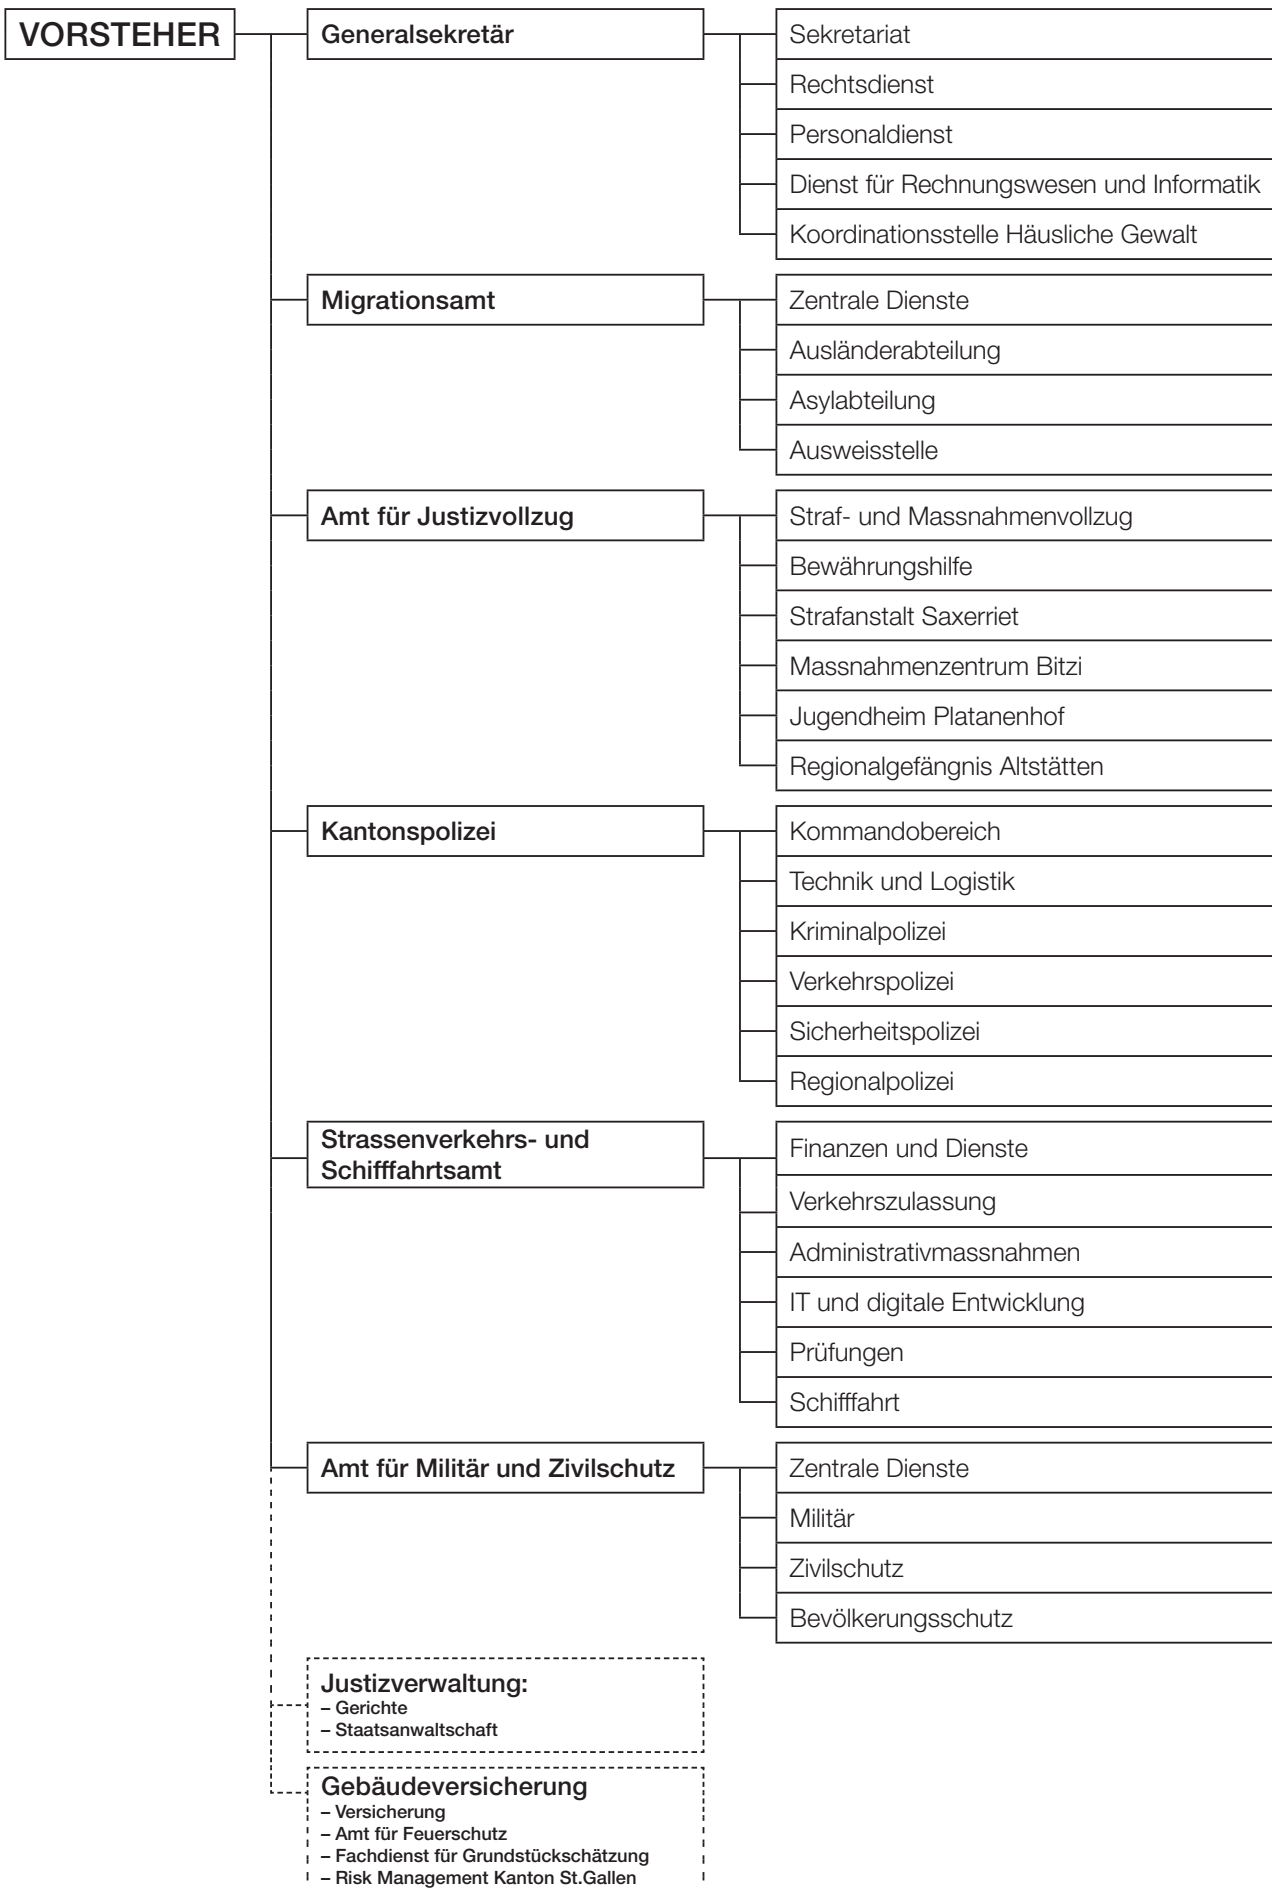 VORSTEHER
Generalsekretär
Sekretariat
Rechtsdienst
Personaldienst
Dienst für Rechnungswesen und Informatik
Koordinationsstelle Häusliche Gewalt
Migrationsamt
Zentrale Dienste
Ausländerabteilung
Asylabteilung
Ausweisstelle
Amt für Justizvollzug
Straf- und Massnahmenvollzug
Bewährungshilfe
Strafanstalt Saxerriet
Massnahmenzentrum Bitzi
Jugendheim Platanenhof
Regionalgefängnis Altstätten
Kantonspolizei
Kommandobereich
Technik und Logistik
Kriminalpolizei
Verkehrspolizei
Sicherheitspolizei
Regionalpolizei
Strassenverkehrs- und
Schifffahrtsamt
Finanzen und Dienste
Verkehrszulassung
Administrativmassnahmen
IT und digitale Entwicklung
Prüfungen
Schifffahrt
Amt für Militär und Zivilschutz
Zentrale Dienste
Militär
Zivilschutz
Bevölkerungsschutz
Justizverwaltung:
– Gerichte
– Staatsanwaltschaft
Gebäudeversicherung
– Versicherung
– Amt für Feuerschutz
– Fachdienst für Grundstückschätzung
– Risk Management Kanton St.Gallen